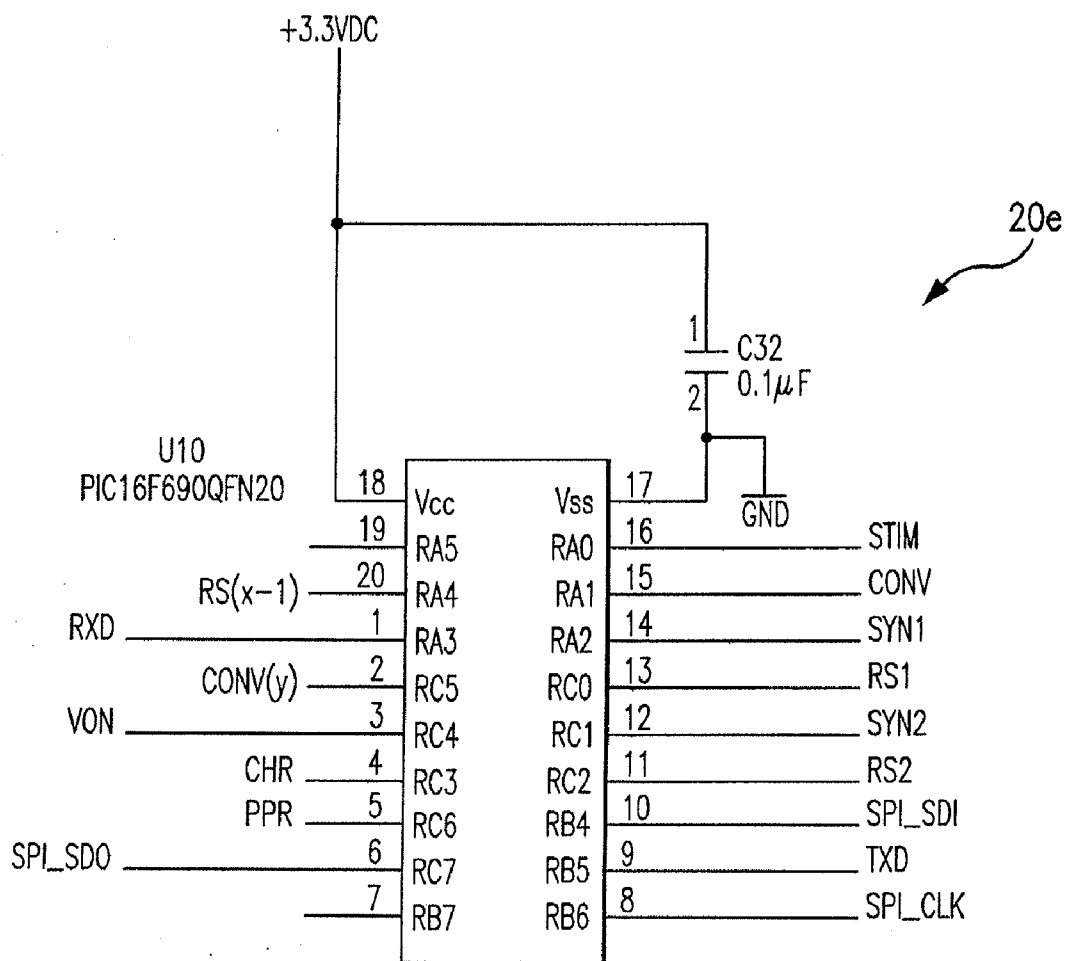 +3.3VDC
20e
1
C32
0.1μF
2
U10
PIC16F690QFN20
GND
18 Vcc Vss 17
19 RA5 RA0 16 STIM
RS(x-1) 20 RA4 RA1 15 CONV
RXD 1 RA3 RA2 14 SYN1
CONV(y) 2 RC5 RC0 13 RS1
VON 3 RC4 RC1 12 SYN2
CHR 4 RC3 RC2 11 RS2
PPR 5 RC6 RB4 10 SPI_SDI
SPI_SDO 6 RC7 RB5 9 TXD
7 RB7 RB6 8 SPI_CLK